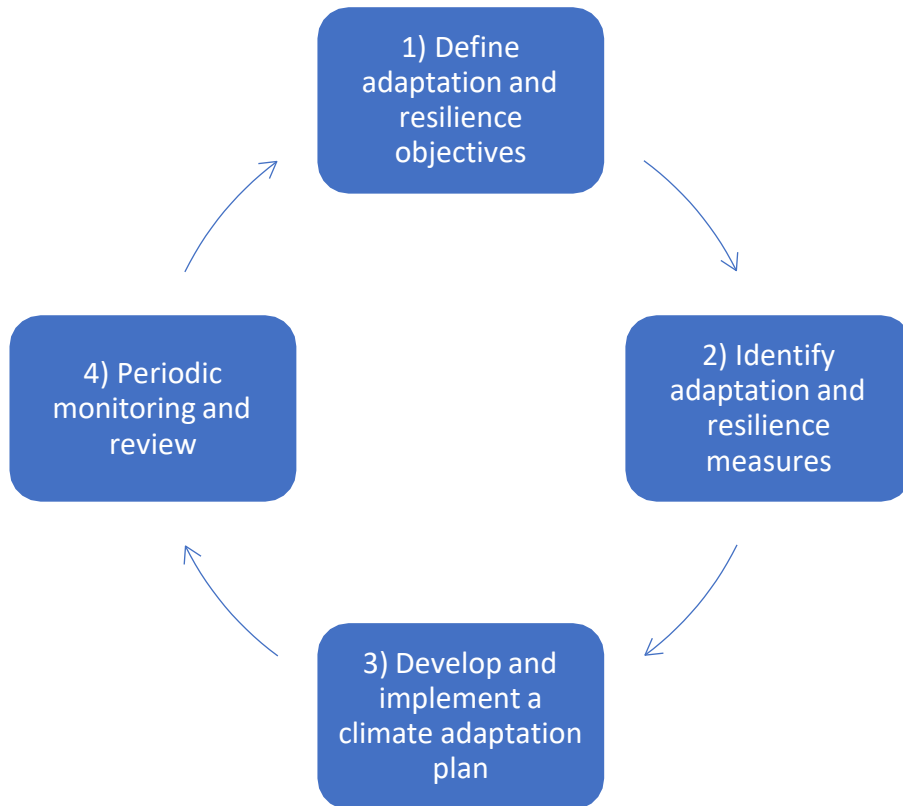 1) Define
adaptation and
resilience
objectives
2) Identify
adaptation and
resilience
measures
3) Develop and
implement a
climate adaptation
plan
4) Periodic
monitoring and
review